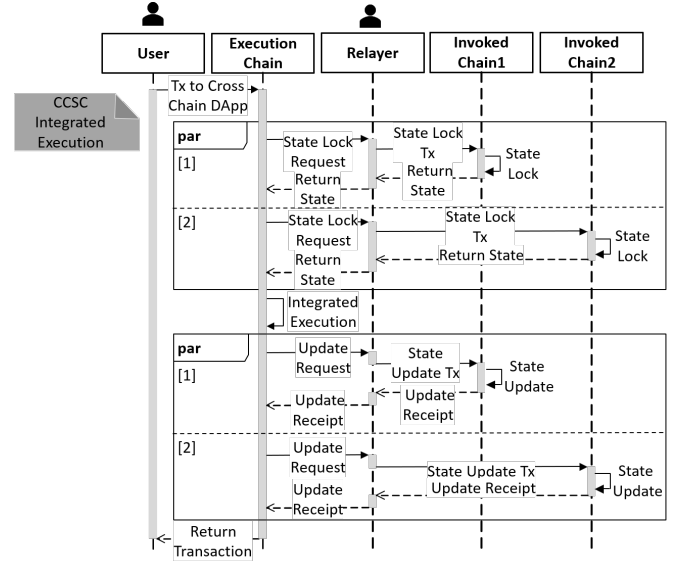 User
Execution
Chain
Relayer
Invoked
Chain1
Invoked
Chain2
CCSC
Integrated
Execution
Tx to Cross
Chain DApp
par
[1]
State Lock
Request
Return
State
State Lock
Tx
Return
State
State
Lock
[2]
State Lock
Request
Return
State
State Lock
Tx
Return State
State
Lock
Integrated
Execution
par
[1]
Update
Request
Update
Receipt
State
Update Tx
Update
Receipt
State
Update
[2]
Update
Request
Update
Receipt
State Update Tx
Update Receipt
State
Update
Return
Transaction